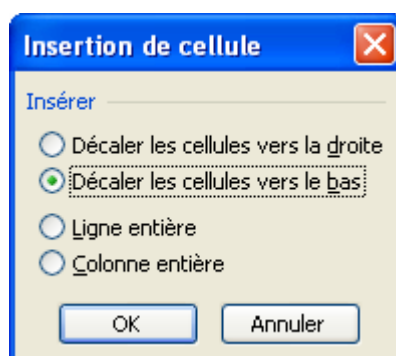 Insertion de cellule
Insérer
Décaler les cellules vers la droite
Décaler les cellules vers le bas
Ligne entière
Colonne entière
OK Annuler